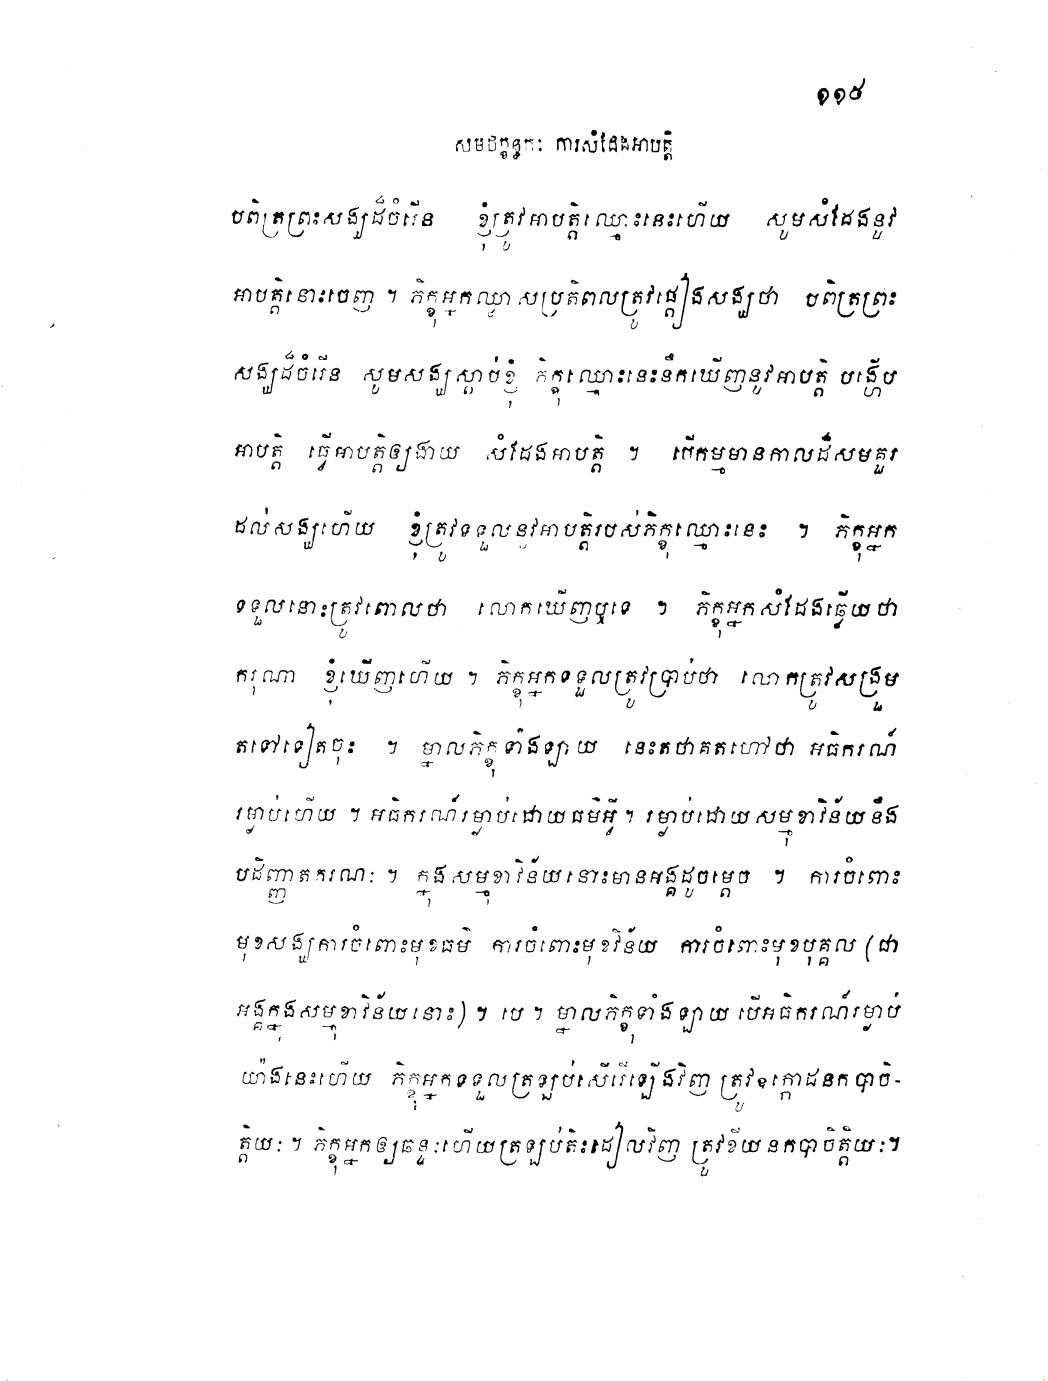 ១១៥
សមថក្ខន្ធកៈ ការសំដែងអាបត្តិ
បពិត្រព្រះសង្ឃដ៏ចំរើន ខ្ញុំត្រូវអាបត្តិឈ្មោះនេះហើយ សូមសំដែងនូវ
អាបត្តិនោះចេញ ។ ភិក្ខុអ្នកឈ្លាសប្រតិពលត្រូវផ្តៀងសង្ឃថា បពិត្រព្រះ
សង្ឃដ៏ចំរើន សូមសង្ឃស្តាប់ខ្ញុំ ភិក្ខុឈ្មោះនេះនឹកឃើញនូវអាបត្តិ បង្ហើប
អាបត្តិ ធ្វើអាបត្តិឲ្យងាយ សំដែងអាបត្តិ ។ បើកម្មមានកាលដ៏សមគួរ
ដល់សង្ឃហើយ ខ្ញុំត្រូវទទួលនូវអាបត្តិរបស់ភិក្ខុឈ្មោះនេះ ។ ភិក្ខុអ្នក
ទទួលនោះត្រូវពោលថា លោកឃើញឬទេ ។ ភិក្ខុអ្នកសំដែងឆ្លើយថា
ករុណា ខ្ញុំឃើញហើយ ។ ភិក្ខុអ្នកទទួលត្រូវប្រាប់ថា លោកត្រូវសង្រួម
តទៅទៀតចុះ ។ ម្នាលភិក្ខុទាំងឡាយ នេះតថាគតហៅថា អធិករណ៍
រម្ងាប់ហើយ ។ អធិករណ៍រម្ងាប់ដោយធម៌អ្វី ។ រម្ងាប់ដោយសម្មុខាវិន័យនឹង
បដិញ្ញាតករណៈ ។ ក្នុងសម្មុខាវិន័យនោះមានអង្គដូចម្តេច ។ ការចំពោះ
មុខសង្ឃការចំពោះមុខធម៌ ការចំពោះមុខវិន័យ ការចំពោះមុខបុគ្គល (ជា
អង្គក្នុងសម្មុខាវិន័យនោះ) ។ បេ ។ ម្នាលភិក្ខុទាំងឡាយ បើអធិករណ៍រម្ងាប់
យ៉ាងនេះហើយ ភិក្ខុអ្នកទទួលត្រឡប់សើរើឡើងវិញ ត្រូវឧក្កោដនកបាចិ-
ត្តិយៈ ។ ភិក្ខុអ្នកឲ្យឆន្ទៈហើយត្រឡប់តិះដៀលវិញ ត្រូវខីយនកបាចិត្តិយៈ។